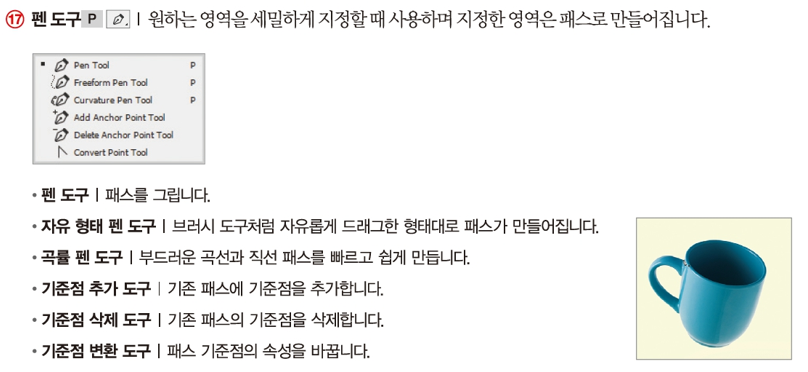 ⑰ 펜 도구 P | 원하는 영역을 세밀하게 지정할 때 사용하며 지정한 영역은 패스로 만들어집니다.
Pen Tool P
Freeform Pen Tool P
Curvature Pen Tool P
Add Anchor Point Tool
Delete Anchor Point Tool
Convert Point Tool
• 펜 도구 | 패스를 그립니다.
• 자유 형태 펜 도구 | 브러시 도구처럼 자유롭게 드래그한 형태대로 패스가 만들어집니다.
• 곡률 펜 도구 | 부드러운 곡선과 직선 패스를 빠르고 쉽게 만듭니다.
• 기준점 추가 도구 | 기존 패스에 기준점을 추가합니다.
• 기준점 삭제 도구 | 기존 패스의 기준점을 삭제합니다.
• 기준점 변환 도구 | 패스 기준점의 속성을 바꿉니다.